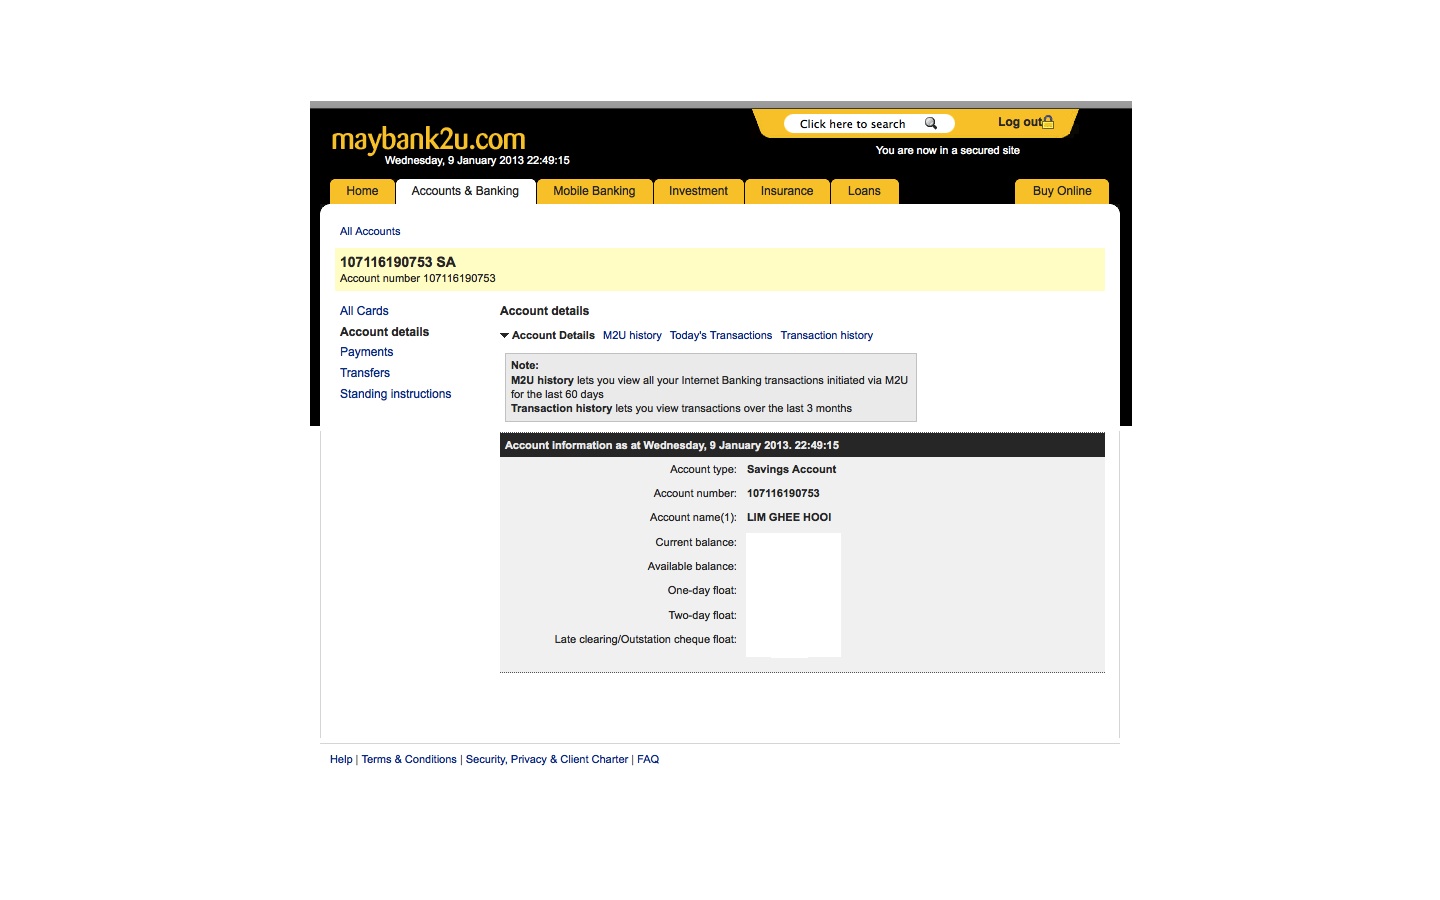 maybank2u.com
Wednesday, 9 January 2013 22:49:15
Click here to search
Log out
You are now in a secured site
Home
Accounts & Banking
Mobile Banking
Investment
Insurance
Loans
Buy Online
All Accounts
107116190753 SA
Account number 107116190753
All Cards
Account details
Payments
Transfers
Standing instructions
Account details
Account Details M2U history Today's Transactions Transaction history
Note:
M2U history lets you view all your Internet Banking transactions initiated via M2U
for the last 60 days
Transaction history lets you view transactions over the last 3 months
Account information as at Wednesday, 9 January 2013. 22:49:15
Account type: Savings Account
Account number: 107116190753
Account name(1): LIM GHEE HOOI
Current balance:
Available balance:
One-day float:
Two-day float:
Late clearing/Outstation cheque float:
Help | Terms & Conditions | Security, Privacy & Client Charter | FAQ